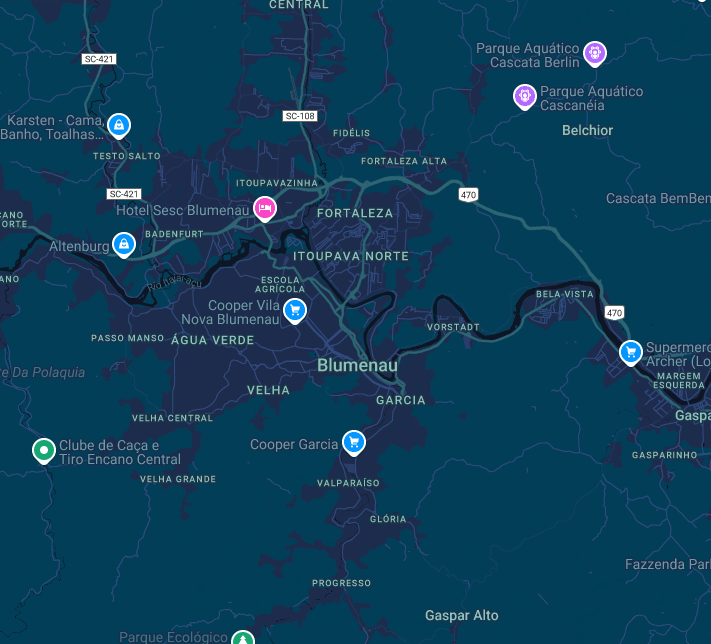 CENTRAL
Parque Aquático
Cascata Berlin
SC-421
Parque Aquático
Cascanéia
SC-108
Karsten - Cama,
Banho, Toalhas...
FIDÉLIS
Belchior
TESTO SALTO
FORTALEZA ALTA
ITOUPAVAZINHA
SC-421
470
Cascata BemBen
Hotel Sesc Blumenau
FORTALEZA
CANO
ORTE
BADENFURT
Altenburg
ITOUPAVA NORTE
ANO
Rio Itajaí-açu
ESCOLA
AGRÍCOLA
BELA VISTA
Cooper Vila
Nova Blumenau
470
VORSTADT
PASSO MANSO
ÁGUA VERDE
Supermerc
Archer (Lo
Blumenau
re Da Polaquia
MARGEM
ESQUERDA
VELHA
GARCIA
Gaspa
VELHA CENTRAL
Clube de Caça e
Tiro Encano Central
Cooper Garcia
GASPARINHO
VELHA GRANDE
VALPARAÍSO
GLÓRIA
Fazzenda Par
PROGRESSO
Gaspar Alto
Parque Ecológico